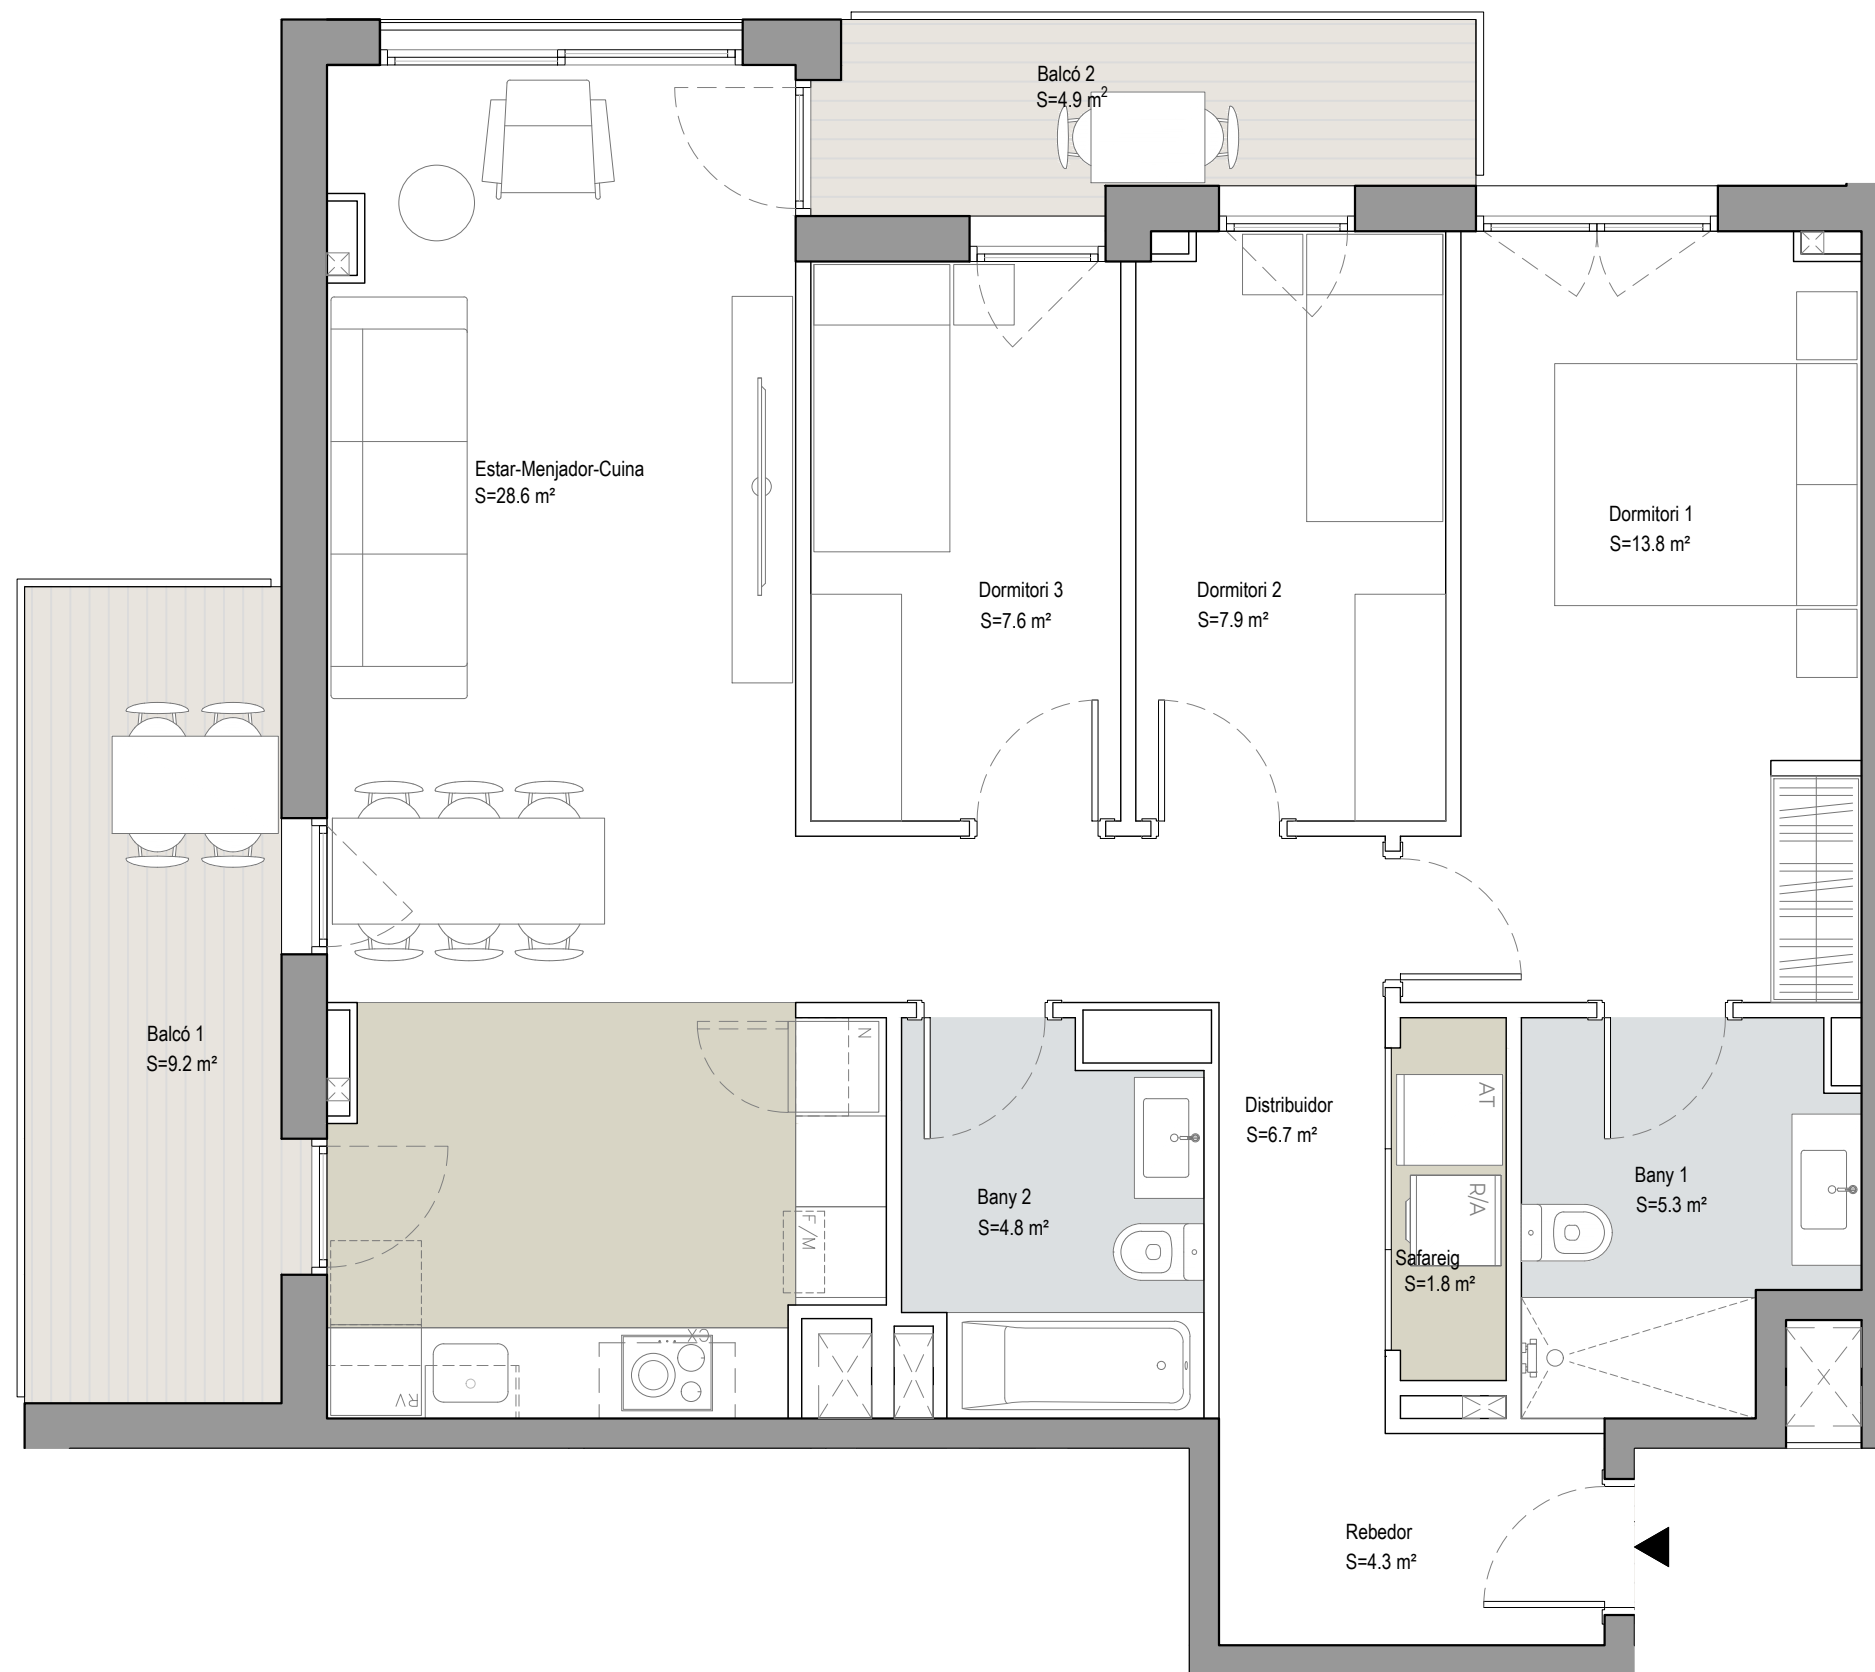 Balcó 2
S=4.9 m²
Estar-Menjador-Cuina
S=28.6 m²
Dormitori 1
S=13.8 m²
Dormitori 3
S=7.6 m²
Dormitori 2
S=7.9 m²
Balcó 1
S=9.2 m²
N
AT
Distribuidor
S=6.7 m²
Bany 1
S=5.3 m²
R/A
Bany 2
S=4.8 m²
F/M
Safareig
S=1.8 m²
CX
RV
Rebedor
S=4.3 m²